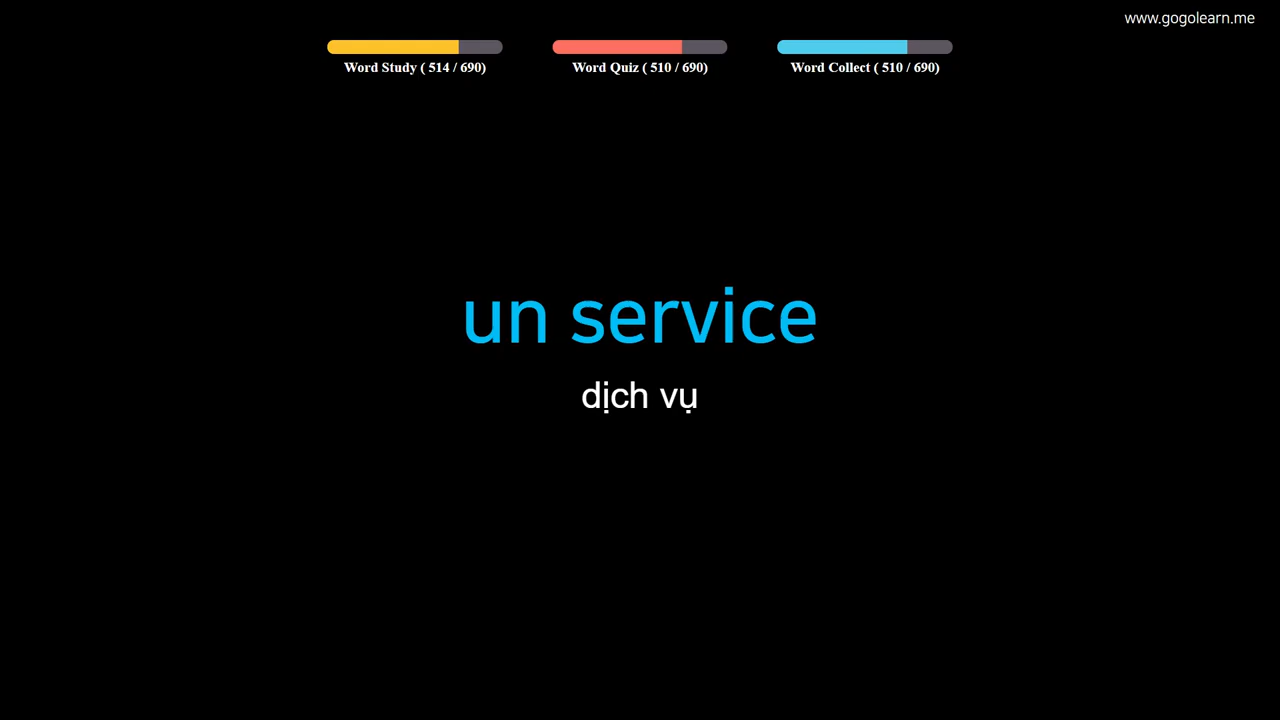 www.gogolearn.me
Word Study ( 514 / 690)
Word Quiz ( 510 / 690)
Word Collect ( 510 / 690)
un service
dịch vụ